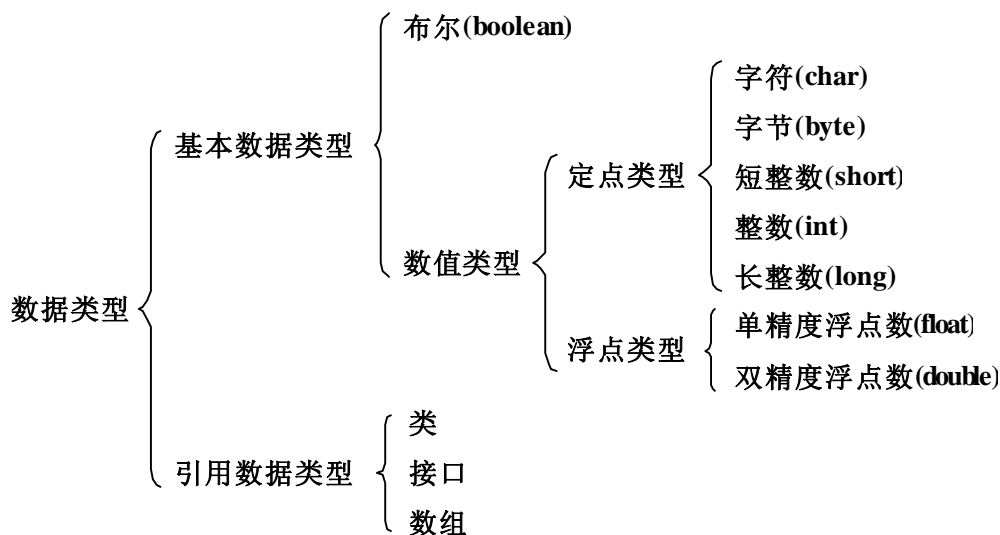 布尔(boolean)
字符(char)
字节(byte)
基本数据类型
定点类型
短整数(short)
整数(int)
数值类型
长整数(long)
数据类型
单精度浮点数(float)
浮点类型
双精度浮点数(double)
类
引用数据类型
接口
数组